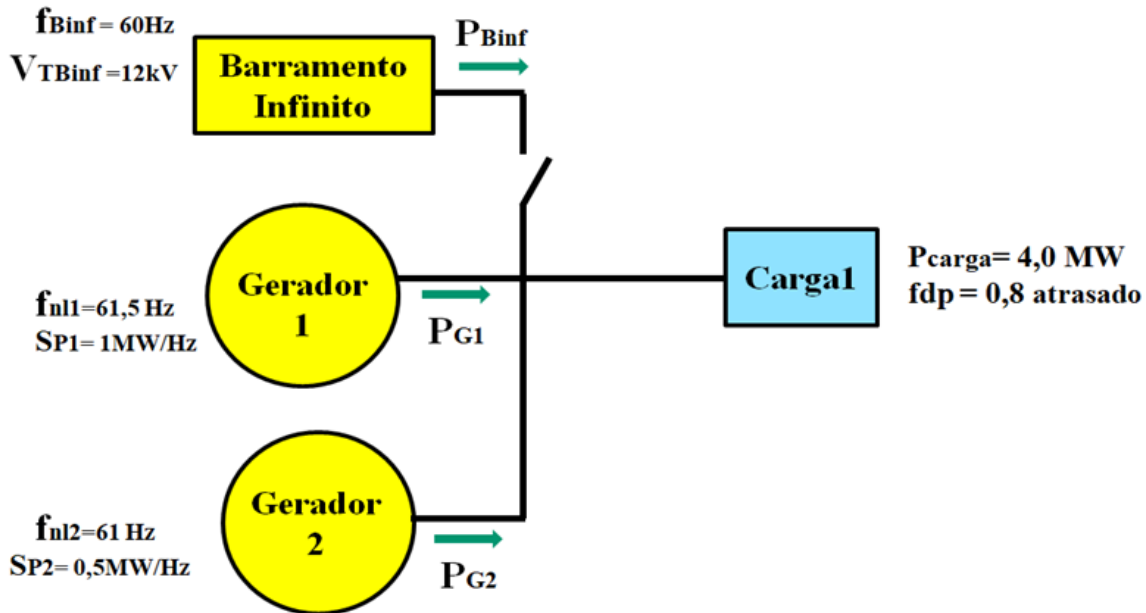 fBinf = 60Hz
VTBinf =12kV
Barramento
Infinito
PBinf
Gerador
1
fnl1=61,5 Hz
SP1= 1MW/Hz
PG1
Carga1
Pcarga= 4,0 MW
fdp = 0,8 atrasado
Gerador
2
fnl2=61 Hz
SP2= 0,5MW/Hz
PG2